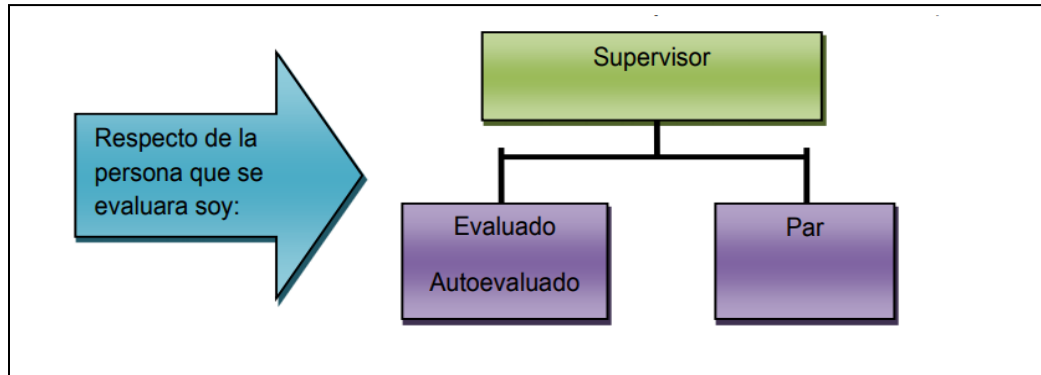 Supervisor
Respecto de la
persona que se
evaluara soy:
Evaluado
Autoevaluado
Par